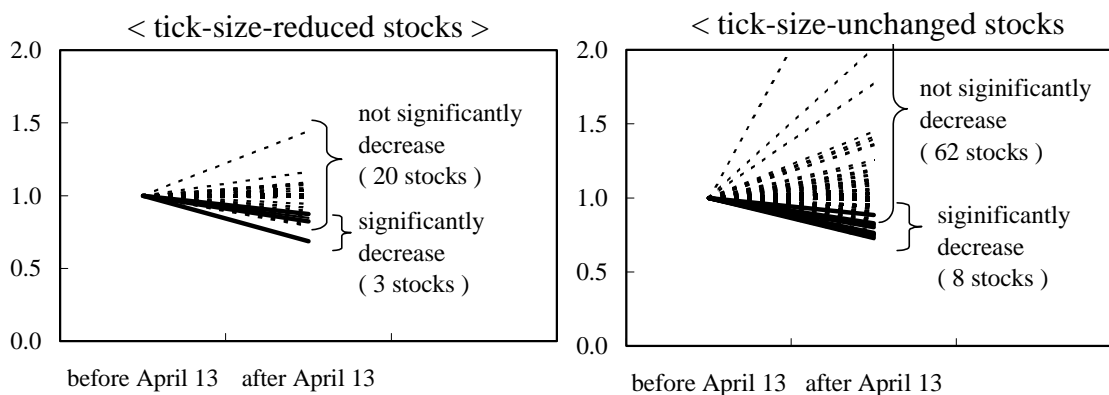 < tick-size-reduced stocks >
2.0
1.5
1.0
0.5
0.0
not significantly
decrease
( 20 stocks )
significantly
decrease
( 3 stocks )
before April 13
after April 13
< tick-size-unchanged stocks
2.0
1.5
1.0
0.5
0.0
not siginificantly
decrease
( 62 stocks )
siginificantly
decrease
( 8 stocks )
before April 13
after April 13